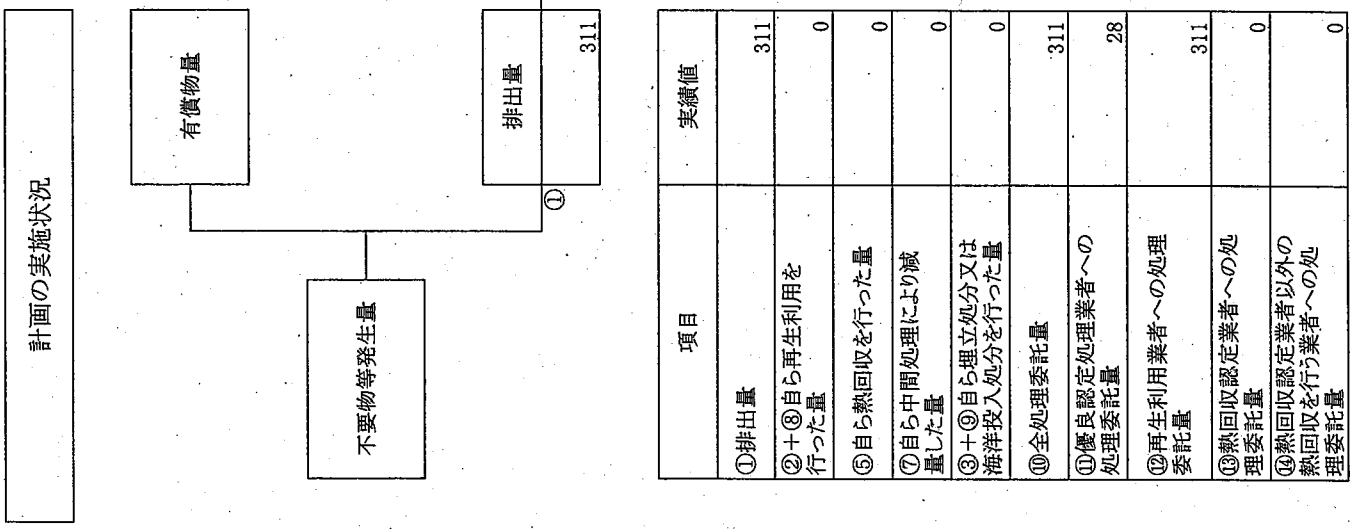 計画の実施状況
有償物量
不要物等発生量
排出量
①
311
項目
実績値
①排出量
311
②+⑧自ら再生利用を
行った量
0
⑤自ら熱回収を行った量
0
⑦自ら中間処理により減
量した量
0
③+⑨自ら埋立処分又は
海洋投入処分を行った量
0
⑩全処理委託量
311
⑪優良認定処理業者への
処理委託量
28
⑫再生利用業者への処理
委託量
311
⑬熱回収認定業者への処
理委託量
0
⑭熱回収認定業者以外の
熱回収を行う業者への処
理委託量
0